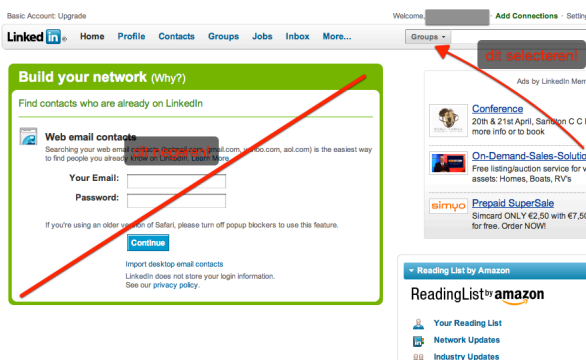 Basic Account: Upgrade
Welcome, · Add Connections · Settin
Linked in ® Home Profile Contacts Groups Jobs Inbox More...
Groups
dit selecteren!
Build your network (Why?)
Find contacts who are already on LinkedIn
Web email contacts
Searching your web email contacts (hotmail.com, gmail.com, yahoo.com, aol.com) is the easiest way
to find people you already know on LinkedIn. Learn More
Your Email:
Password:
If you're using an older version of Safari, please turn off popup blockers to use this feature.
Continue
Import desktop email contacts
LinkedIn does not store your login information.
See our privacy policy.
Ads by LinkedIn Mem
Conference
20th & 21st April, Sandton C C
more info or to book
On-Demand-Sales-Solutio
Free listing/auction service for v
assets: Homes, Boats, RV's
simyo
Prepaid SuperSale
Simcard ONLY €2,50 with €7,50
for free. Order NOW!
Reading List by Amazon
ReadingList by amazon
Your Reading List
Network Updates
Industry Updates